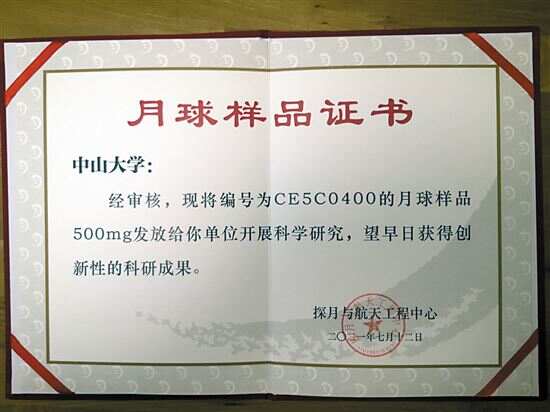 月球样品证书
中山大学：
经审核，现将编号为CE5C0400的月球样品
500mg发放给你单位开展科学研究，望早日获得创
新性的科研成果。
探月与航天工程中心
二〇二一年七月十二日